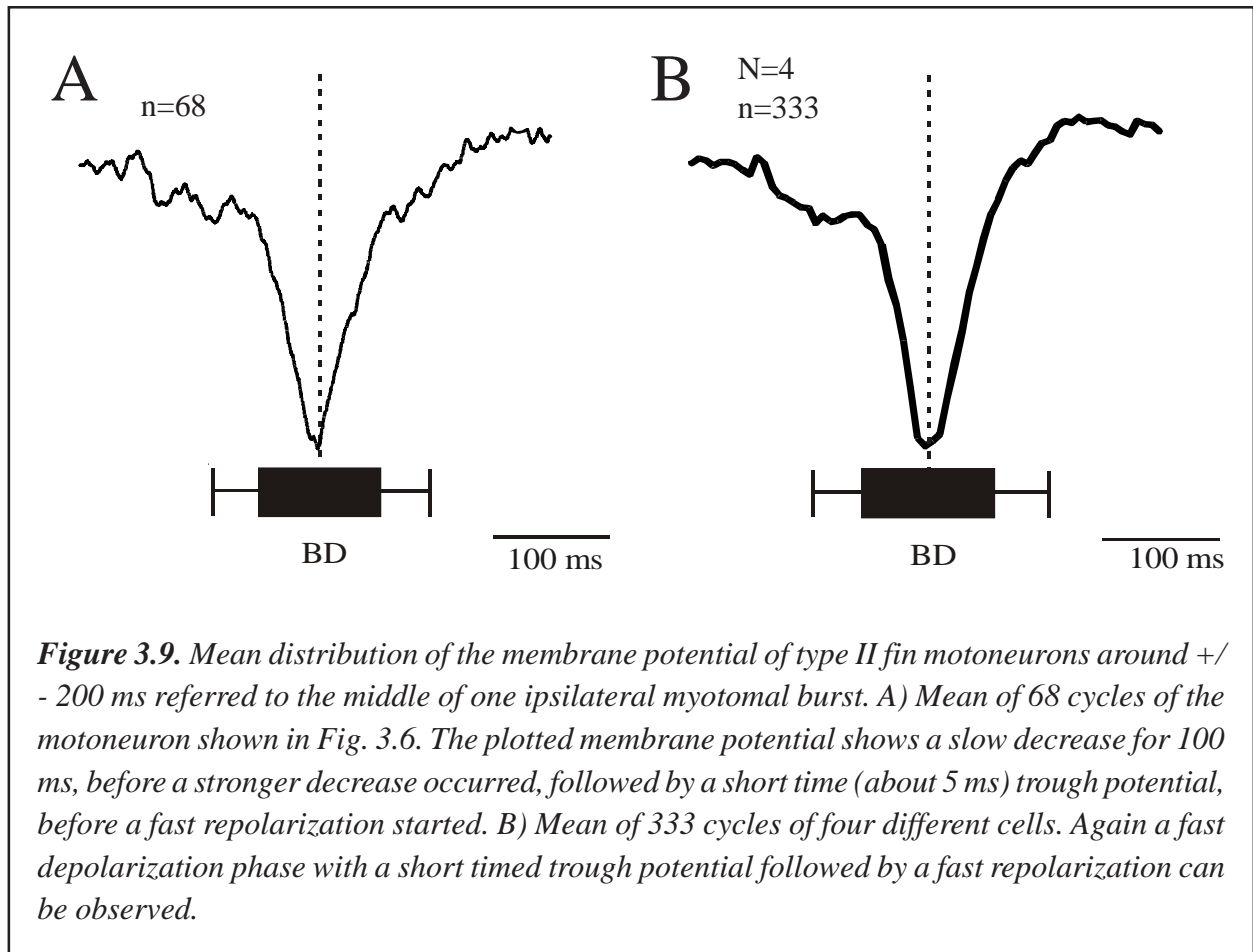 A
n=68
BD
100 ms
B
N=4
n=333
BD
100 ms
Figure 3.9. Mean distribution of the membrane potential of type II fin motoneurons around +/
- 200 ms referred to the middle of one ipsilateral myotomal burst. A) Mean of 68 cycles of the
motoneuron shown in Fig. 3.6. The plotted membrane potential shows a slow decrease for 100
ms, before a stronger decrease occurred, followed by a short time (about 5 ms) trough potential,
before a fast repolarization started. B) Mean of 333 cycles of four different cells. Again a fast
depolarization phase with a short timed trough potential followed by a fast repolarization can
be observed.